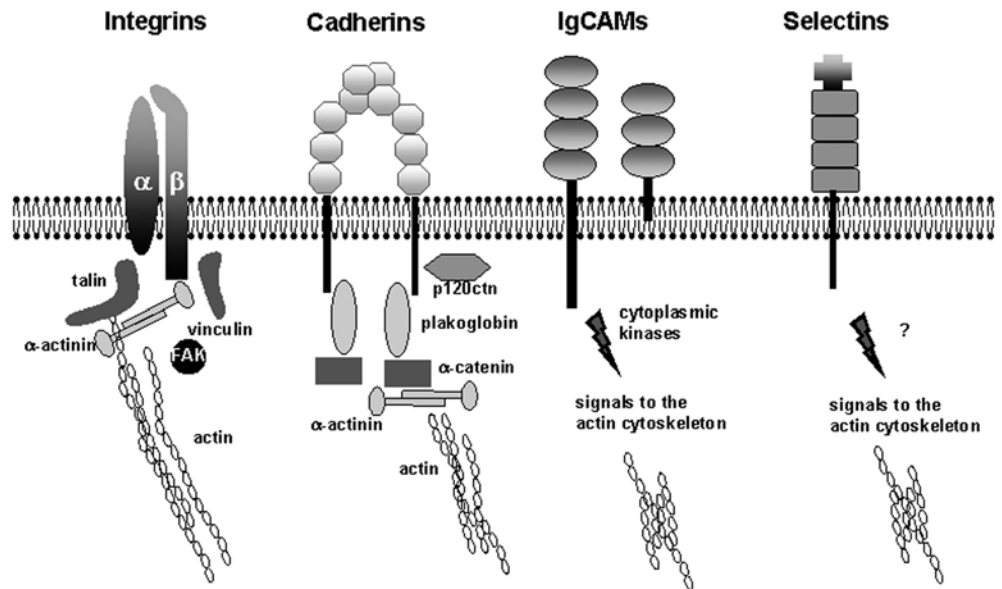 Integrins
Cadherins
IgCAMs
Selectins
α
β
talin
α-actinin
vinculin
FAK
actin
p120ctn
plakoglobin
α-catenin
α-actinin
actin
cytoplasmic
kinases
signals to the
actin cytoskeleton
?
signals to the
actin cytoskeleton